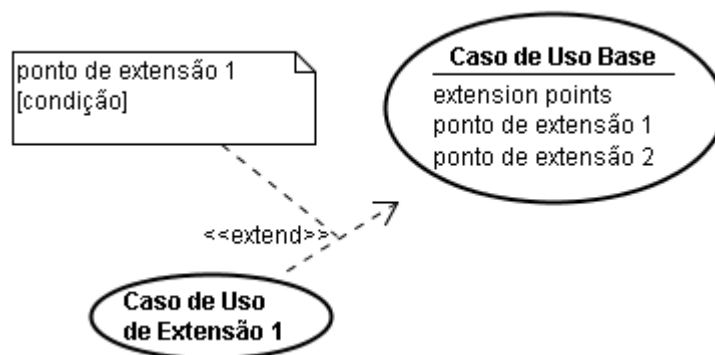 ponto de extensão 1
[condição]
Caso de Uso Base
extension points
ponto de extensão 1
ponto de extensão 2
<<extend>>
Caso de Uso
de Extensão 1